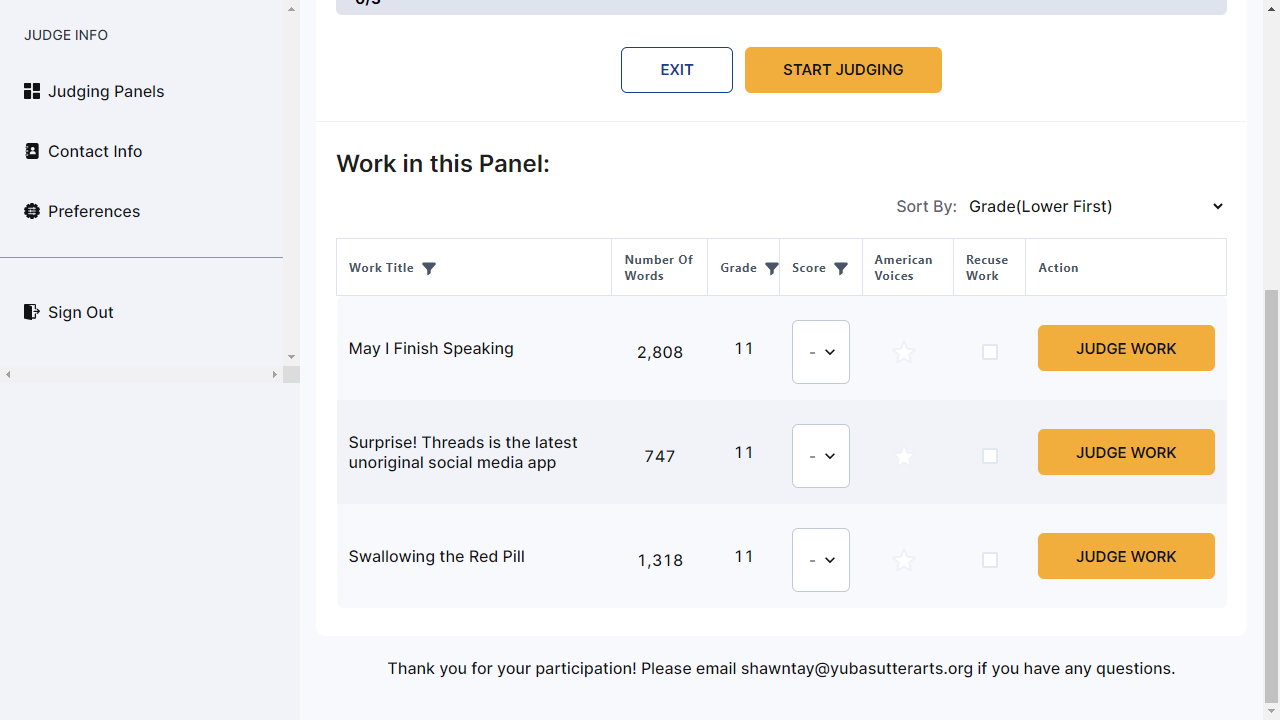 JUDGE INFO
Judging Panels
Contact Info
Preferences
Sign Out
EXIT
START JUDGING
Work in this Panel:
Sort By: Grade(Lower First)
Work Title
Number Of
Words
Grade
Score
American
Voices
Recuse
Work
Action
May I Finish Speaking
2,808
11
-
JUDGE WORK
Surprise! Threads is the latest
unoriginal social media app
747
11
-
JUDGE WORK
Swallowing the Red Pill
1,318
11
-
JUDGE WORK
Thank you for your participation! Please email shawntay@yubasutterarts.org if you have any questions.